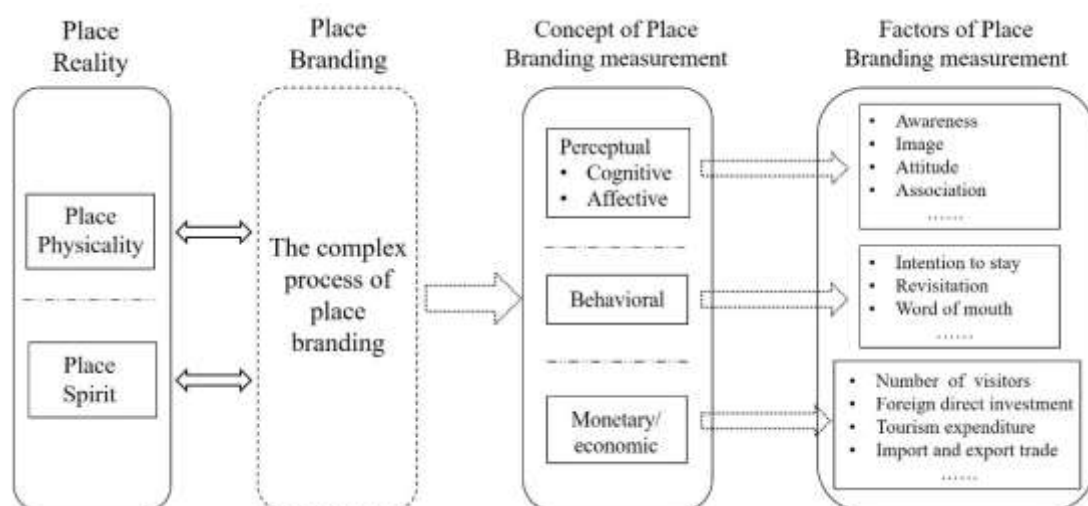 Place
Reality
Place
Physicality
Place
Spirit
Place
Branding
The complex
process of
place
branding
Concept of Place
Branding measurement
Perceptual
• Cognitive
• Affective
Behavioral
Monetary/
economic
Factors of Place
Branding measurement
• Awareness
• Image
• Attitude
• Association
......
• Intention to stay
• Revisitation
• Word of mouth
......
• Number of visitors
• Foreign direct investment
• Tourism expenditure
• Import and export trade
......